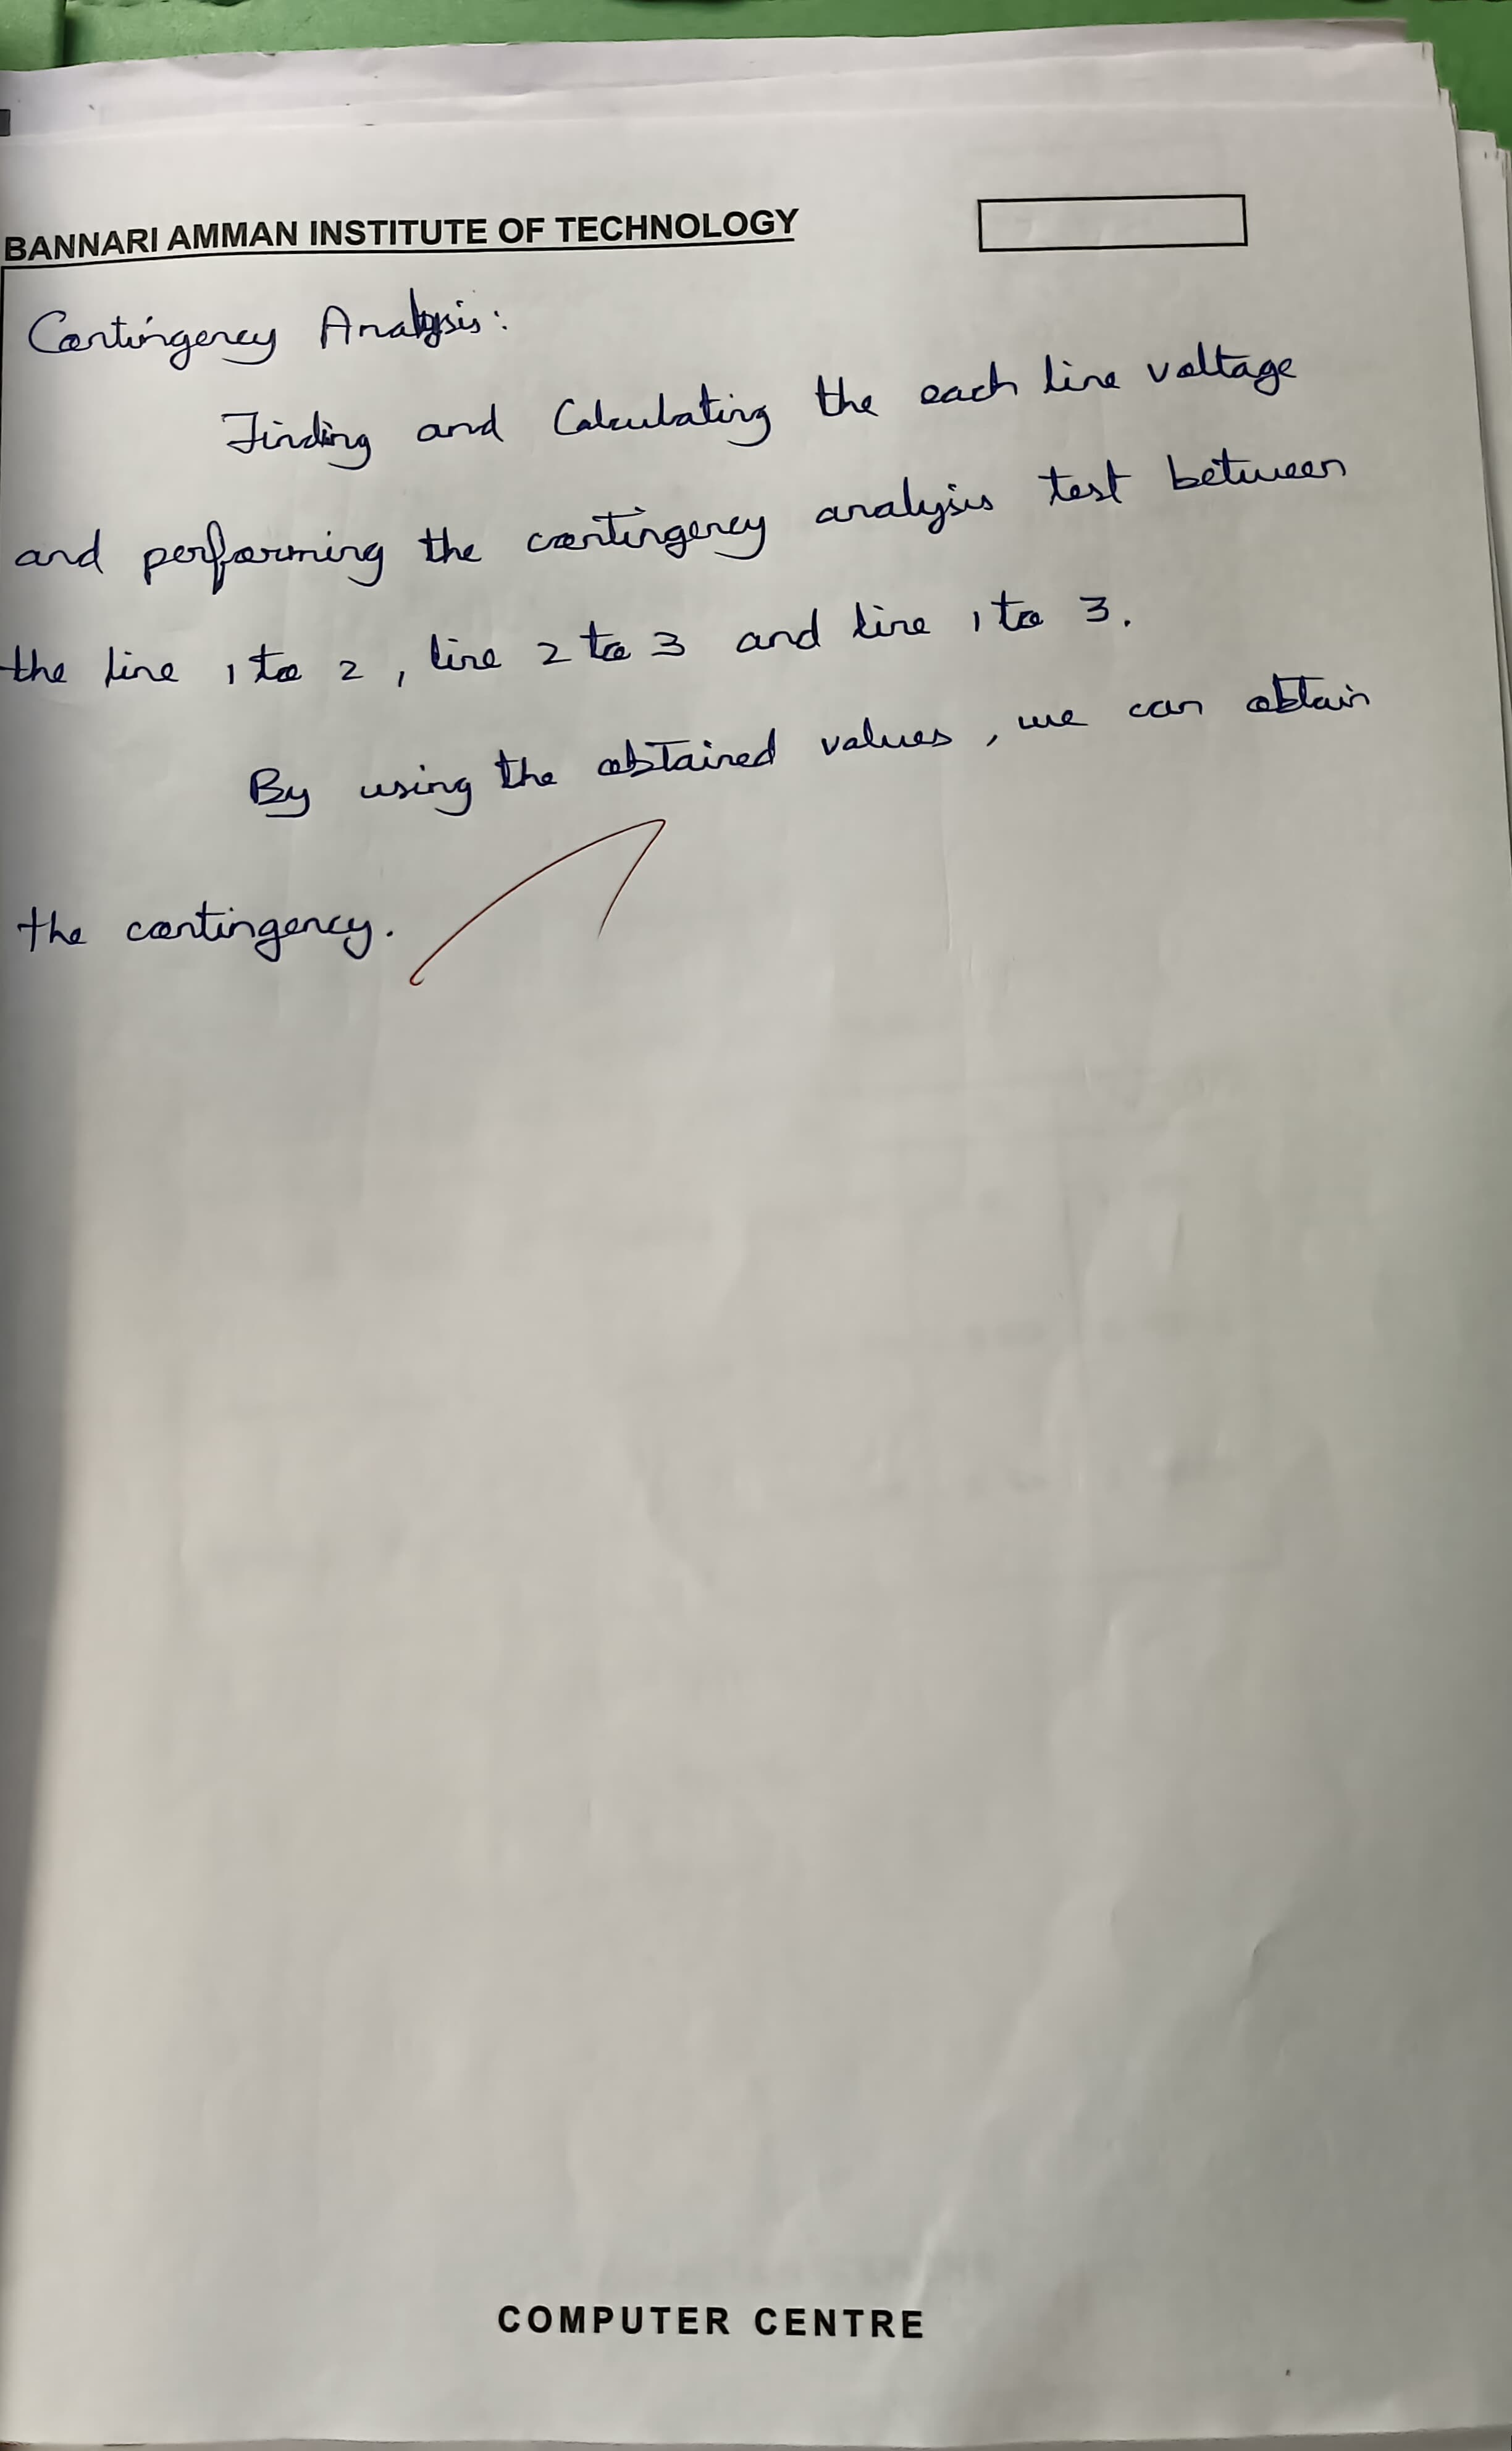 BANNARI AMMAN INSTITUTE OF TECHNOLOGY
Contingency Analysis:
Finding and Calculating the each line voltage
and performing the contingency analysis test between
the line 1 to 2, line 2 to 3 and line 1 to 3.
By using the obtained values, we can obtain
the contingency.
COMPUTER CENTRE